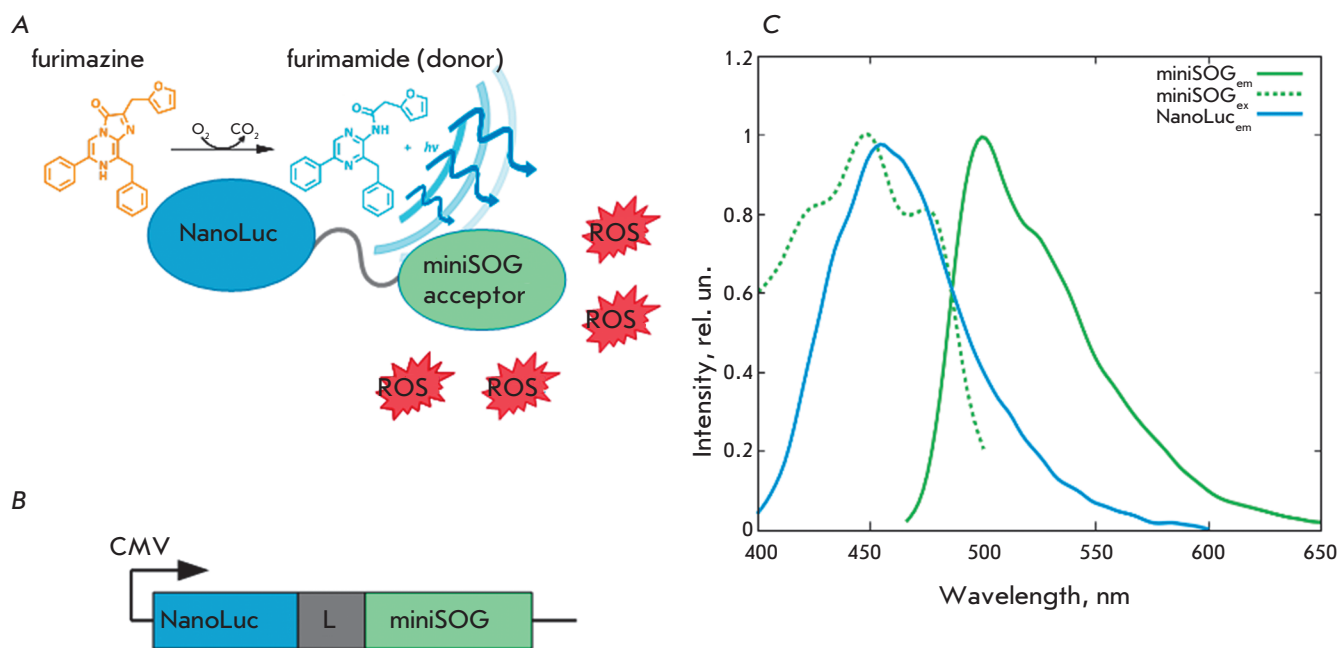 A
furimazine
furimamide (donor)
O
N
N
N
H
O
O2
CO2
O
O
NH
N
N
+ hν
NanoLuc
miniSOG
acceptor
ROS
ROS
ROS
ROS
B
CMV
NanoLuc
L
miniSOG
C
1.2
1
0.8
0.6
0.4
0.2
0
miniSOGem
miniSOGex
NanoLucem
Intensity, rel. un.
400
450
500
550
600
650
Wavelength, nm